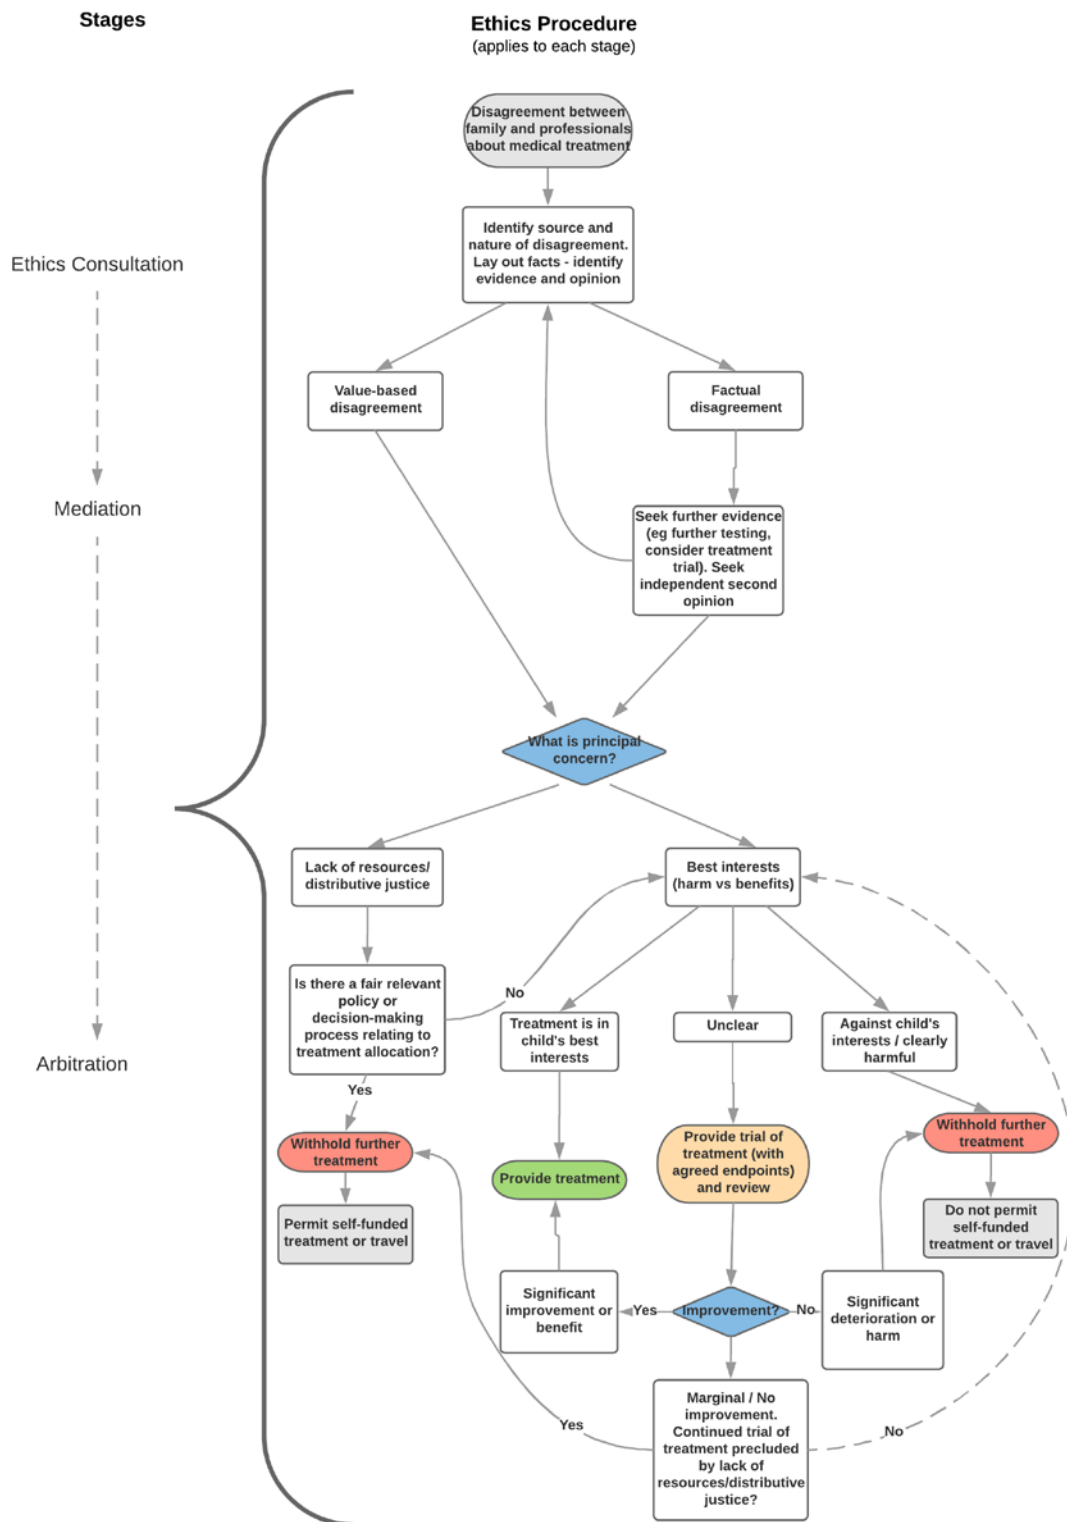 Stages
Ethics Procedure
(applies to each stage)
Disagreement between
family and professionals
about medical treatment
Identify source and
nature of disagreement.
Lay out facts - identify
evidence and opinion
Ethics Consultation
Value-based
disagreement
Factual
disagreement
Mediation
Seek further evidence
(eg further testing,
consider treatment
trial). Seek
independent second
opinion
What is principal
concern?
Lack of resources/
distributive justice
Best interests
(harm vs benefits)
Is there a fair relevant
policy or
decision-making
process relating to
treatment allocation?
No
Treatment is in
child's best
interests
Unclear
Against child's
interests / clearly
harmful
Arbitration
Yes
Withhold further
treatment
Provide treatment
Provide trial of
treatment (with
agreed endpoints)
and review
Withhold further
treatment
Permit self-funded
treatment or travel
Do not permit
self-funded
treatment or travel
Significant
improvement or
benefit
Yes
Improvement?
No
Significant
deterioration or
harm
Marginal / No
improvement.
Continued trial of
treatment precluded
by lack of
resources/distributive
justice?
Yes
No